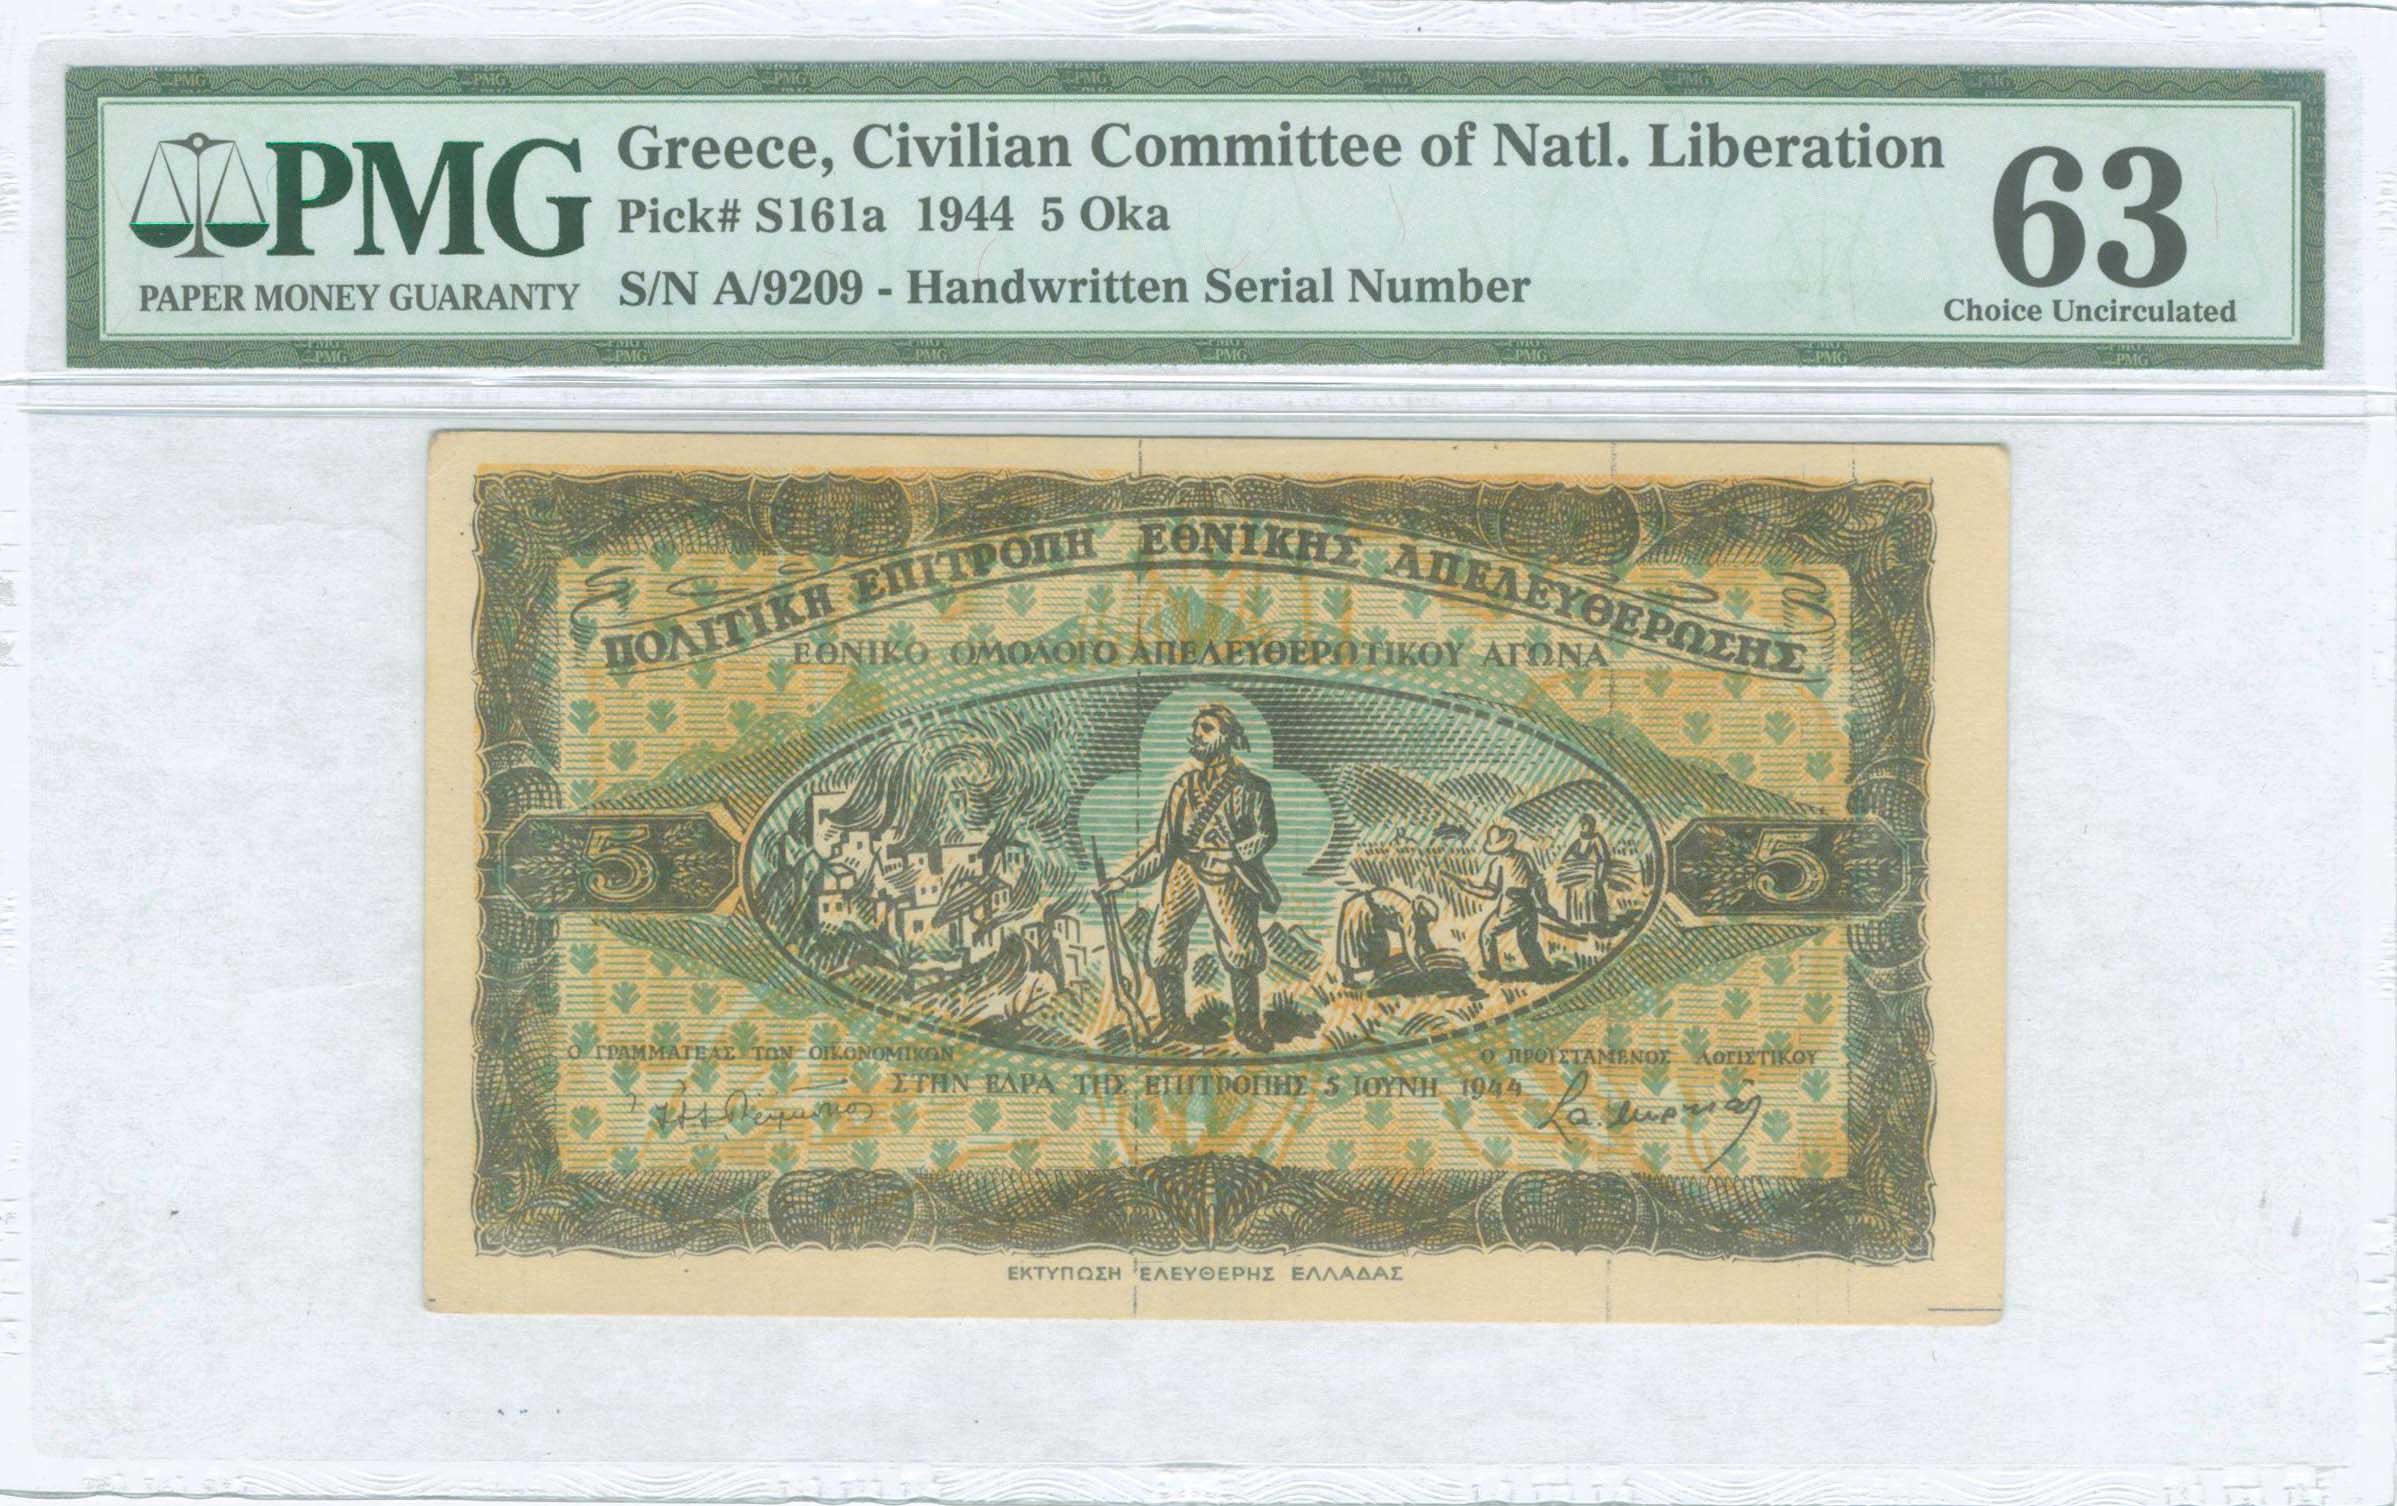 PMG
PAPER MONEY GUARANTY
Greece, Civilian Committee of Natl. Liberation
Pick# S161a 1944 5 Oka
S/N A/9209 - Handwritten Serial Number
63
Choice Uncirculated
ΠΟΛΙΤΙΚΗ ΕΠΙΤΡΟΠΗ ΕΘΝΙΚΗΣ ΑΠΕΛΕΥΘΕΡΩΣΗΣ
ΕΘΝΙΚΟ ΟΜΟΛΟΓΟ ΑΠΕΛΕΥΘΕΡΩΤΙΚΟΥ ΑΓΩΝΑ
5
5
Ο ΓΡΑΜΜΑΤΕΑΣ ΤΩΝ ΟΙΚΟΝΟΜΙΚΩΝ
Ο ΠΡΟΪΣΤΑΜΕΝΟΣ ΛΟΓΙΣΤΙΚΟΥ
ΣΤΗΝ ΕΔΡΑ ΤΗΣ ΕΠΙΤΡΟΠΗΣ 5 ΙΟΥΝΗ 1944
ΕΚΤΥΠΩΣΗ ΕΛΕΥΘΕΡΗΣ ΕΛΛΑΔΑΣ